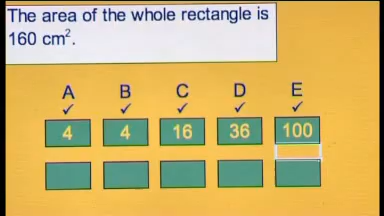 The area of the whole rectangle is
160 cm².
A B C D E
✓ ✓ ✓ ✓ ✓
4 4 16 36 100